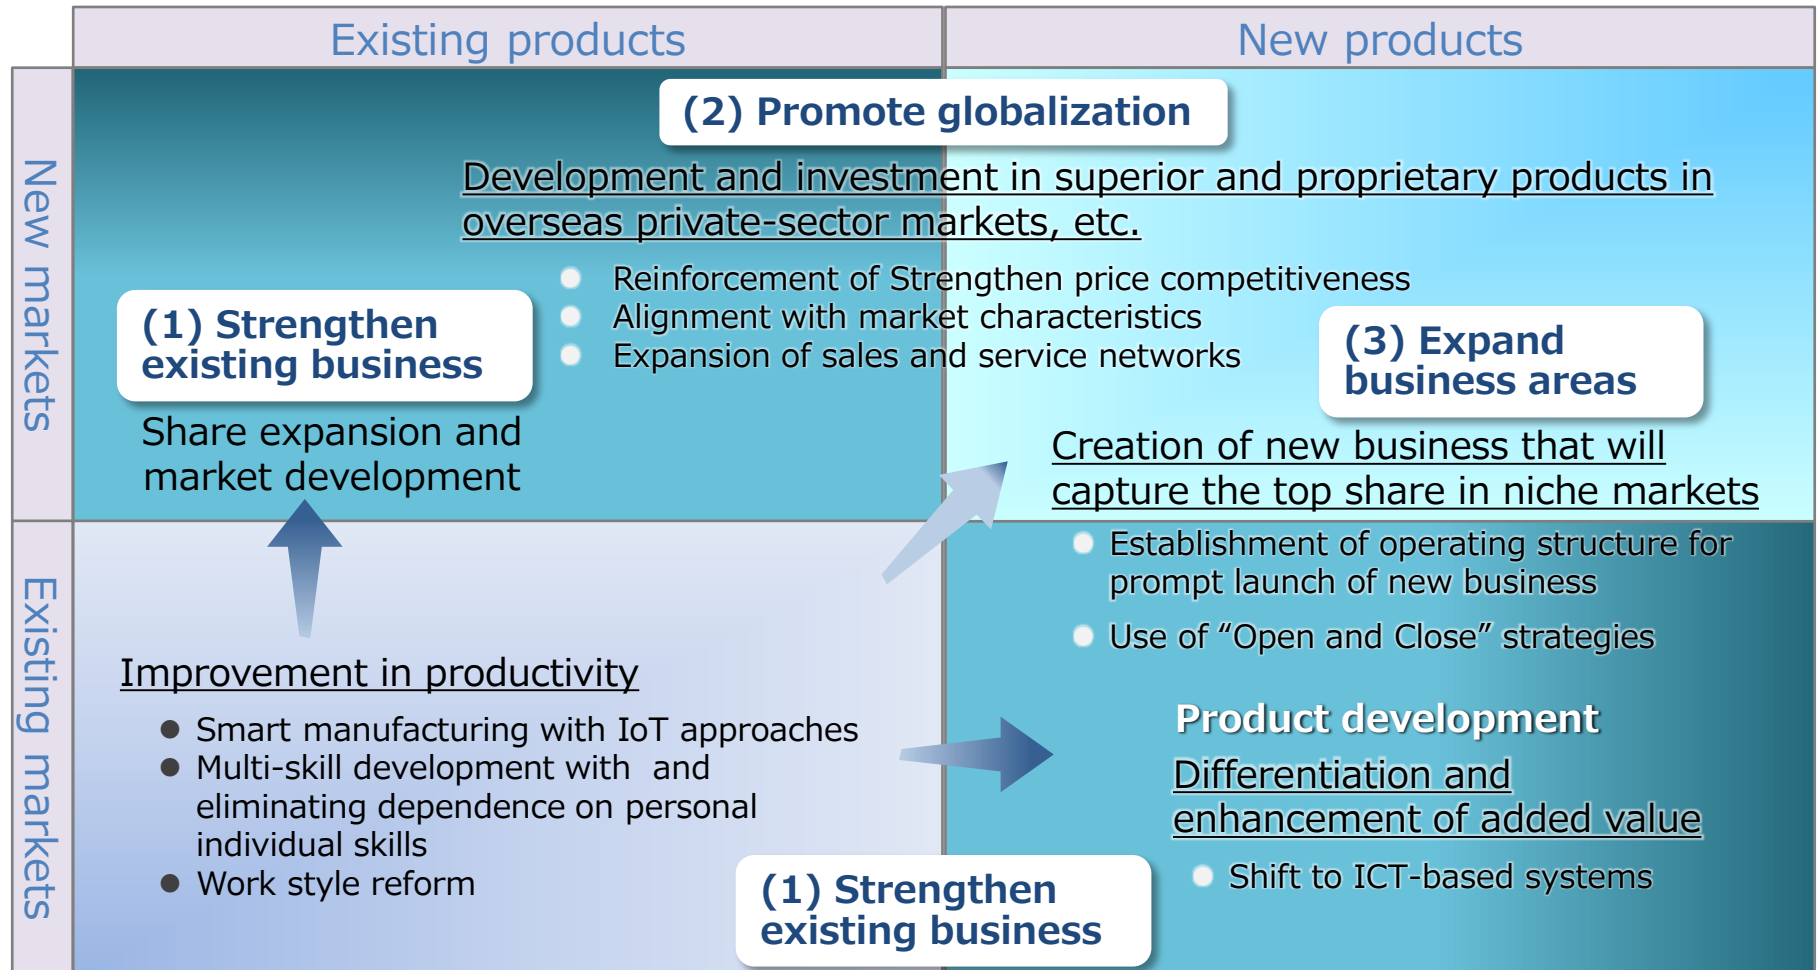 Existing products
New products
New markets
Existing markets
(2) Promote globalization
Development and investment in superior and proprietary products in
overseas private-sector markets, etc.
Reinforcement of Strengthen price competitiveness
Alignment with market characteristics
Expansion of sales and service networks
(1) Strengthen
existing business
Share expansion and
market development
(3) Expand
business areas
Creation of new business that will
capture the top share in niche markets
Establishment of operating structure for
prompt launch of new business
Use of “Open and Close” strategies
Improvement in productivity
Smart manufacturing with IoT approaches
Multi-skill development with  and
eliminating dependence on personal
individual skills
Work style reform
Product development
Differentiation and
enhancement of added value
Shift to ICT-based systems
(1) Strengthen
existing business